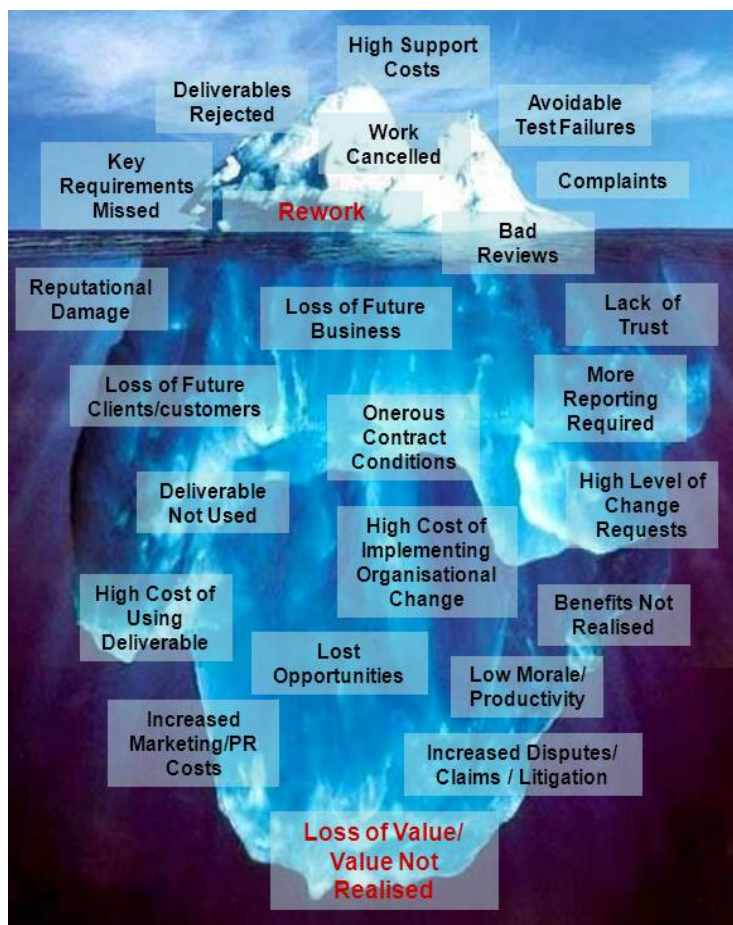 High Support
Costs
Deliverables
Rejected
Avoidable
Test Failures
Work
Cancelled
Key
Requirements
Missed
Complaints
Rework
Bad
Reviews
Reputational
Damage
Loss of Future
Business
Lack of
Trust
Loss of Future
Clients/customers
More
Reporting
Required
Onerous
Contract
Conditions
Deliverable
Not Used
High Level of
Change
Requests
High Cost of
Implementing
Organisational
Change
High Cost of
Using
Deliverable
Benefits Not
Realised
Lost
Opportunities
Low Morale/
Productivity
Increased
Marketing/PR
Costs
Increased Disputes/
Claims / Litigation
Loss of Value/
Value Not
Realised